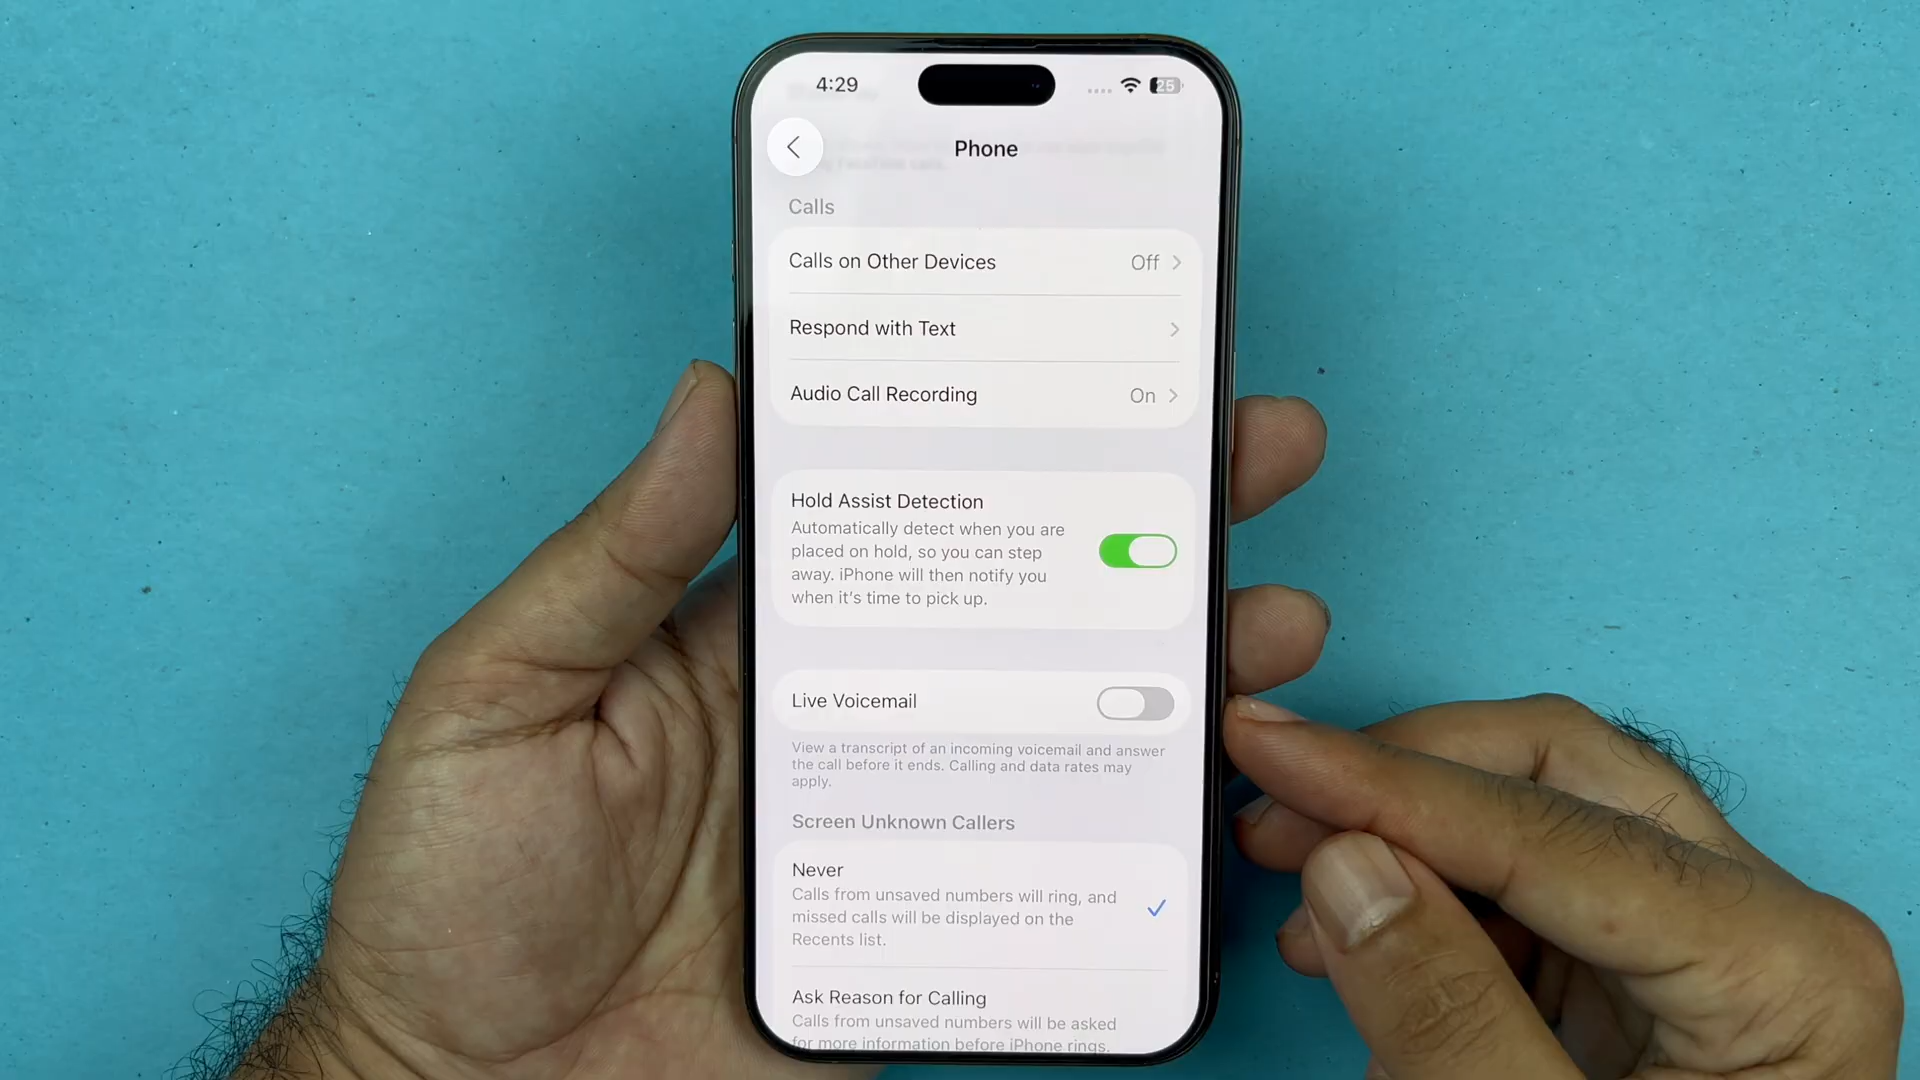 4:29
25
Phone
Calls
Calls on Other Devices Off
Respond with Text
Audio Call Recording On
Hold Assist Detection
Automatically detect when you are
placed on hold, so you can step
away. iPhone will then notify you
when it's time to pick up.
Live Voicemail
View a transcript of an incoming voicemail and answer
the call before it ends. Calling and data rates may
apply.
Screen Unknown Callers
Never
Calls from unsaved numbers will ring, and
missed calls will be displayed on the
Recents list.
Ask Reason for Calling
Calls from unsaved numbers will be asked
for more information before iPhone rings.